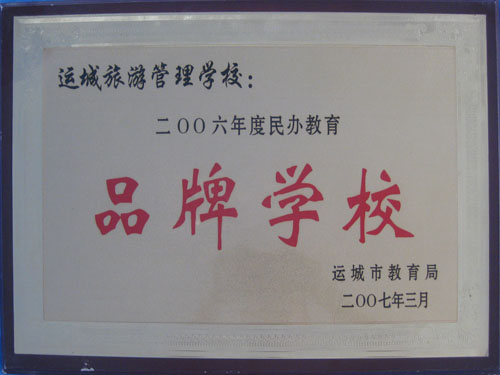 运城旅游管理学校：
二〇〇六年度民办教育
品牌学校
运城市教育局
二〇〇七年三月